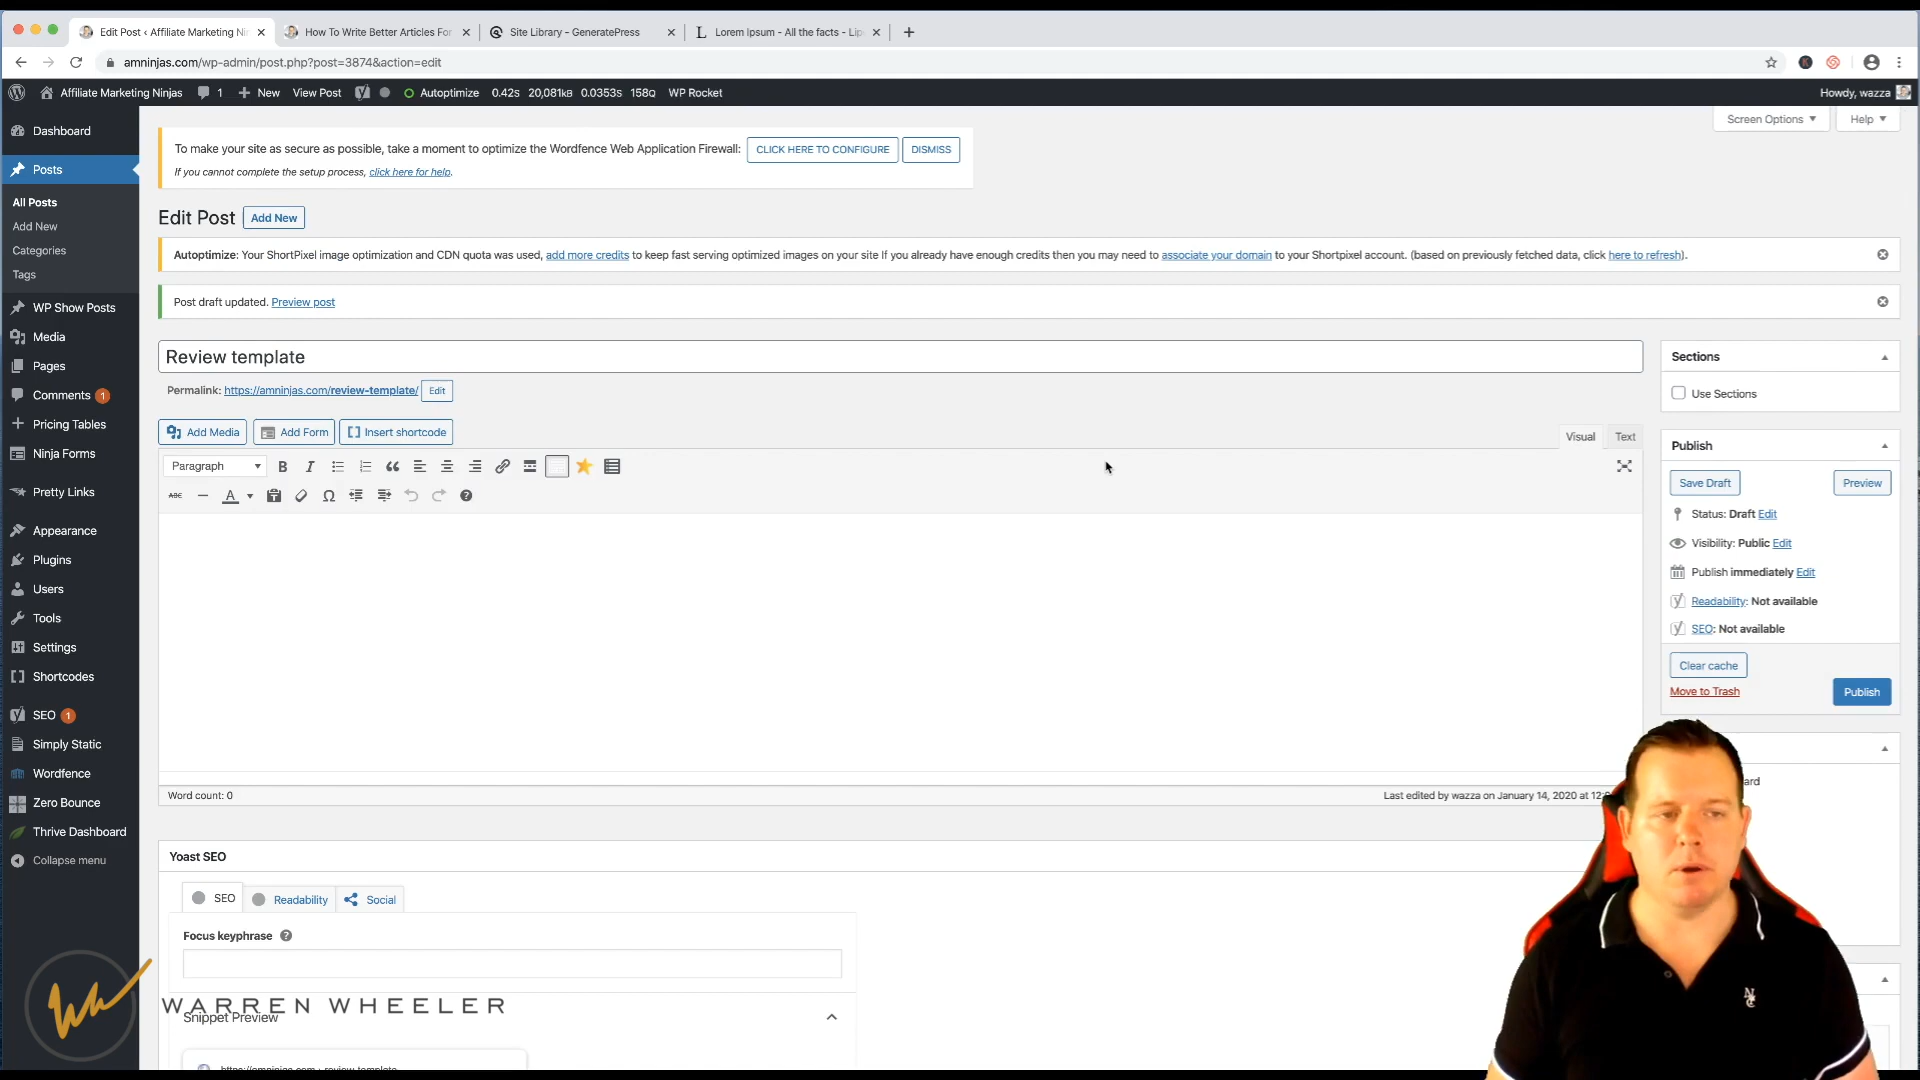 Edit Post ‹ Affiliate Marketing Nin
How To Write Better Articles For
Site Library - GeneratePress
Lorem Ipsum - All the facts - Lip
amninjas.com/wp-admin/post.php?post=3874&action=edit
Affiliate Marketing Ninjas
1
New
View Post
Autoptimize
0.42S 20,081KB 0.0353S 158Q
WP Rocket
Howdy, wazza
Dashboard
Posts
All Posts
Add New
Categories
Tags
WP Show Posts
Media
Pages
Comments 1
Pricing Tables
Ninja Forms
Pretty Links
Appearance
Plugins
Users
Tools
Settings
Shortcodes
SEO 1
Simply Static
Wordfence
Zero Bounce
Thrive Dashboard
Collapse menu
Screen Options
Help
To make your site as secure as possible, take a moment to optimize the Wordfence Web Application Firewall: CLICK HERE TO CONFIGURE DISMISS
If you cannot complete the setup process, click here for help.
Edit Post Add New
Autoptimize: Your ShortPixel image optimization and CDN quota was used, add more credits to keep fast serving optimized images on your site If you already have enough credits then you may need to associate your domain to your Shortpixel account. (based on previously fetched data, click here to refresh).
Post draft updated. Preview post
Review template
Permalink: https://amninjas.com/review-template/ Edit
Add Media
Add Form
Insert shortcode
Visual
Text
Paragraph
B I
ABC
A
Word count: 0
Last edited by wazza on January 14, 2020 at
Sections
Use Sections
Publish
Save Draft
Preview
Status: Draft Edit
Visibility: Public Edit
Publish immediately Edit
Readability: Not available
SEO: Not available
Clear cache
Move to Trash
Publish
Yoast SEO
SEO
Readability
Social
Focus keyphrase
WARREN WHEELER
Snippet Preview
https://amninjas.com › review-template